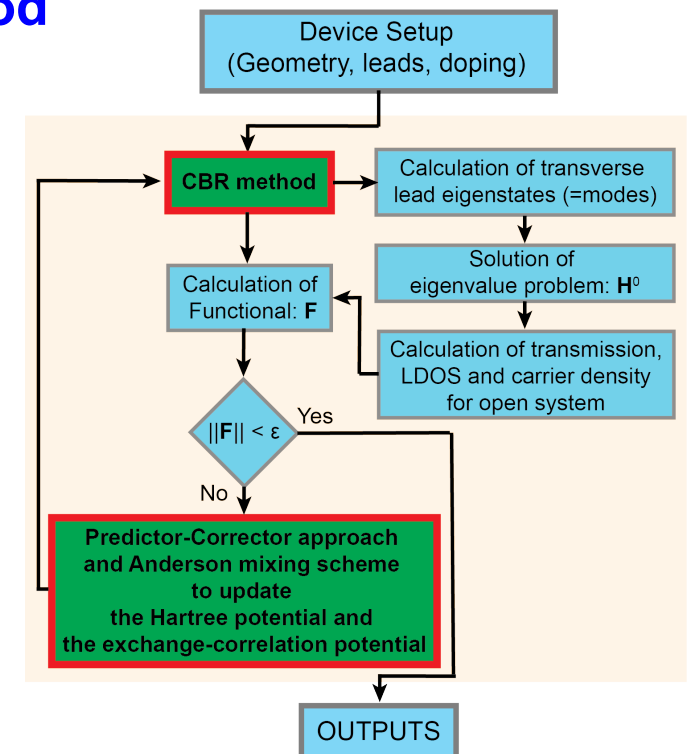 Device Setup
(Geometry, leads, doping)
CBR method
Calculation of transverse
lead eigenstates (=modes)
Solution of
eigenvalue problem: H⁰
Calculation of transmission,
LDOS and carrier density
for open system
Calculation of
Functional: F
||F|| < ε
Yes
No
Predictor-Corrector approach
and Anderson mixing scheme
to update
the Hartree potential and
the exchange-correlation potential
OUTPUTS